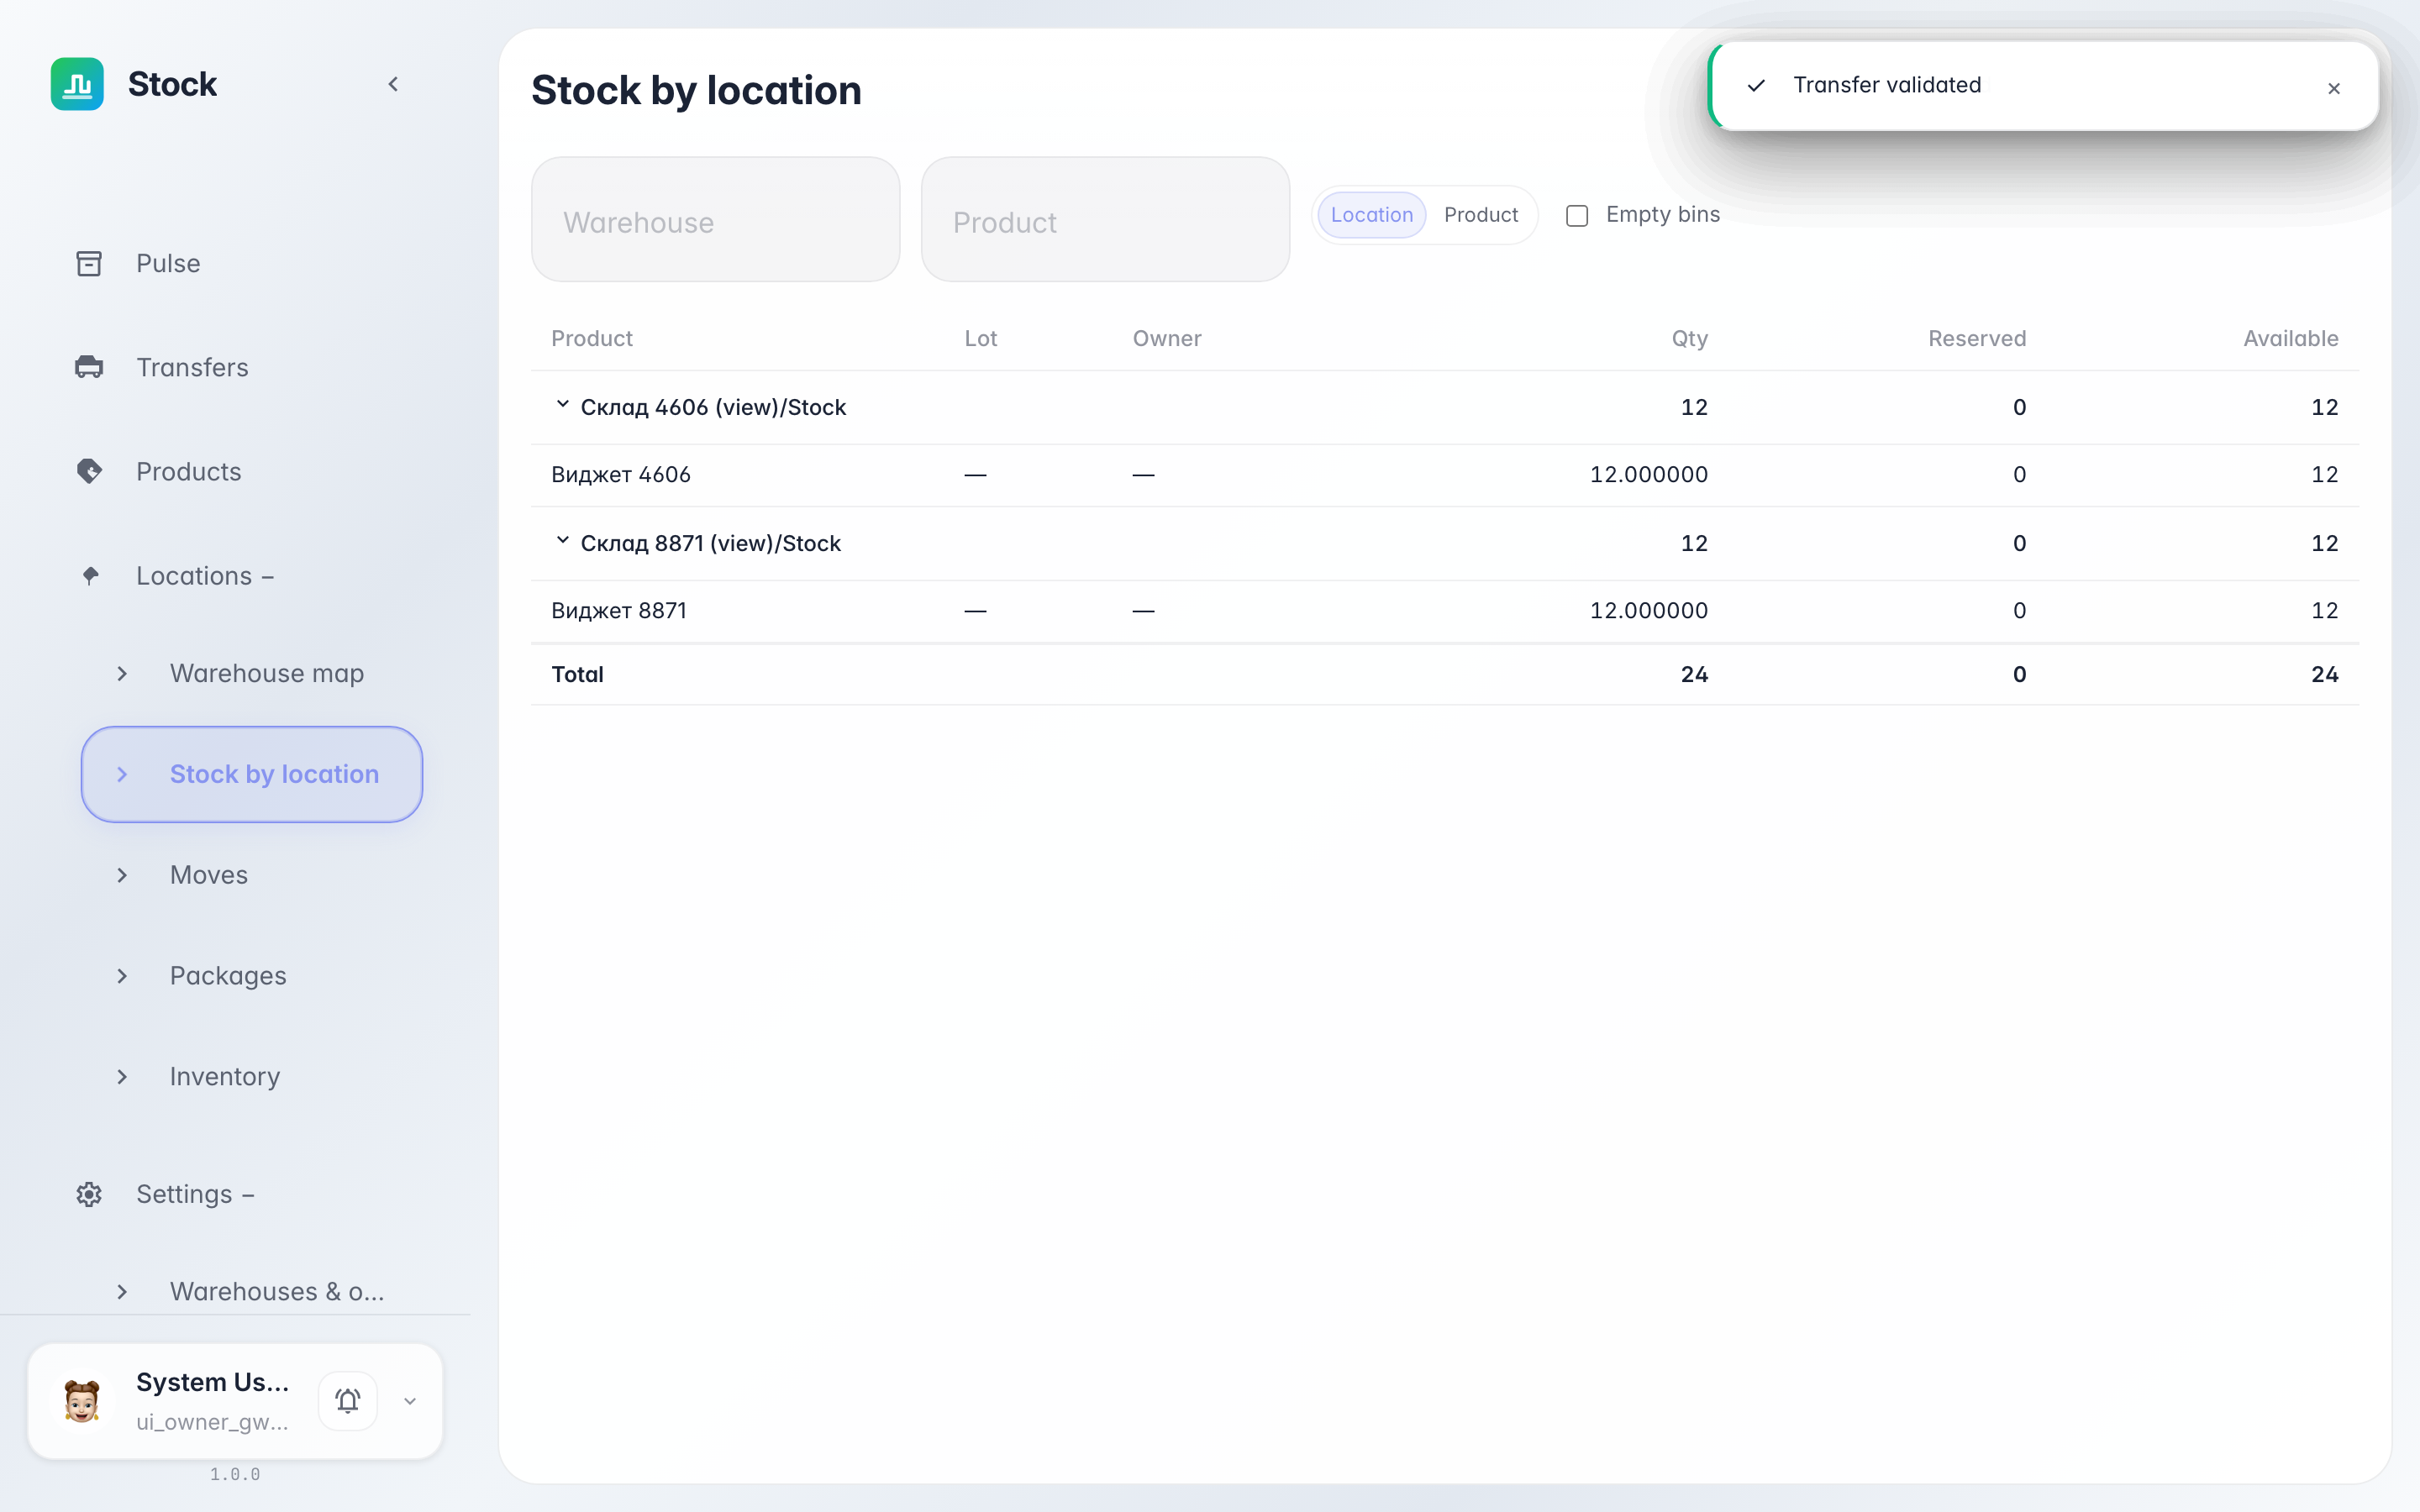 Stock
Pulse
Transfers
Products
Locations –
Warehouse map
Stock by location
Moves
Packages
Inventory
Settings –
Warehouses & o...
System Us...
ui_owner_gw...
1.0.0
Stock by location
Transfer validated
Warehouse
Product
Location Product
Empty bins
Product Lot Owner Qty Reserved Available
Склад 4606 (view)/Stock 12 0 12
Виджет 4606 — — 12.000000 0 12
Склад 8871 (view)/Stock 12 0 12
Виджет 8871 — — 12.000000 0 12
Total 24 0 24